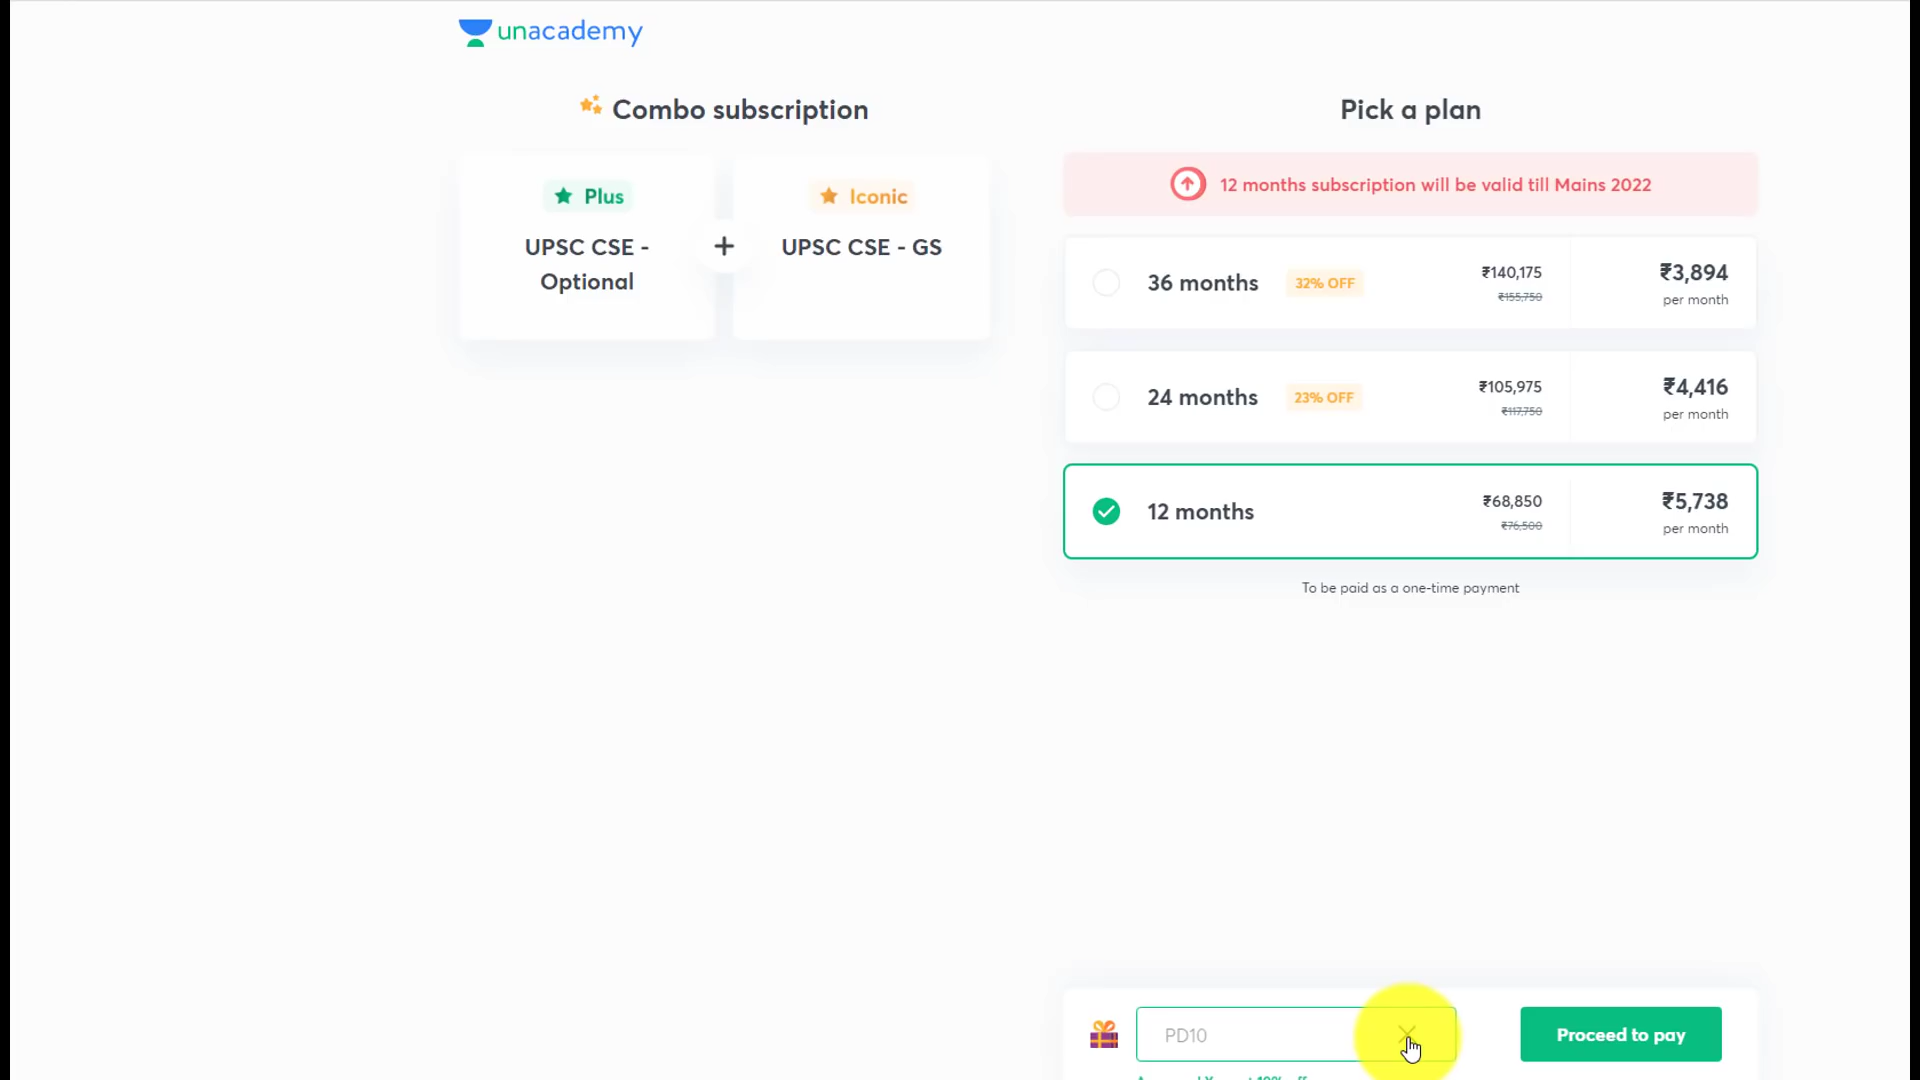 unacademy
Combo subscription
Plus
UPSC CSE -
Optional
+
Iconic
UPSC CSE - GS
Pick a plan
12 months subscription will be valid till Mains 2022
36 months
32% OFF
₹140,175
₹155,750
₹3,894
per month
24 months
23% OFF
₹105,975
₹117,750
₹4,416
per month
12 months
₹68,850
₹76,500
₹5,738
per month
To be paid as a one-time payment
PD10
Proceed to pay